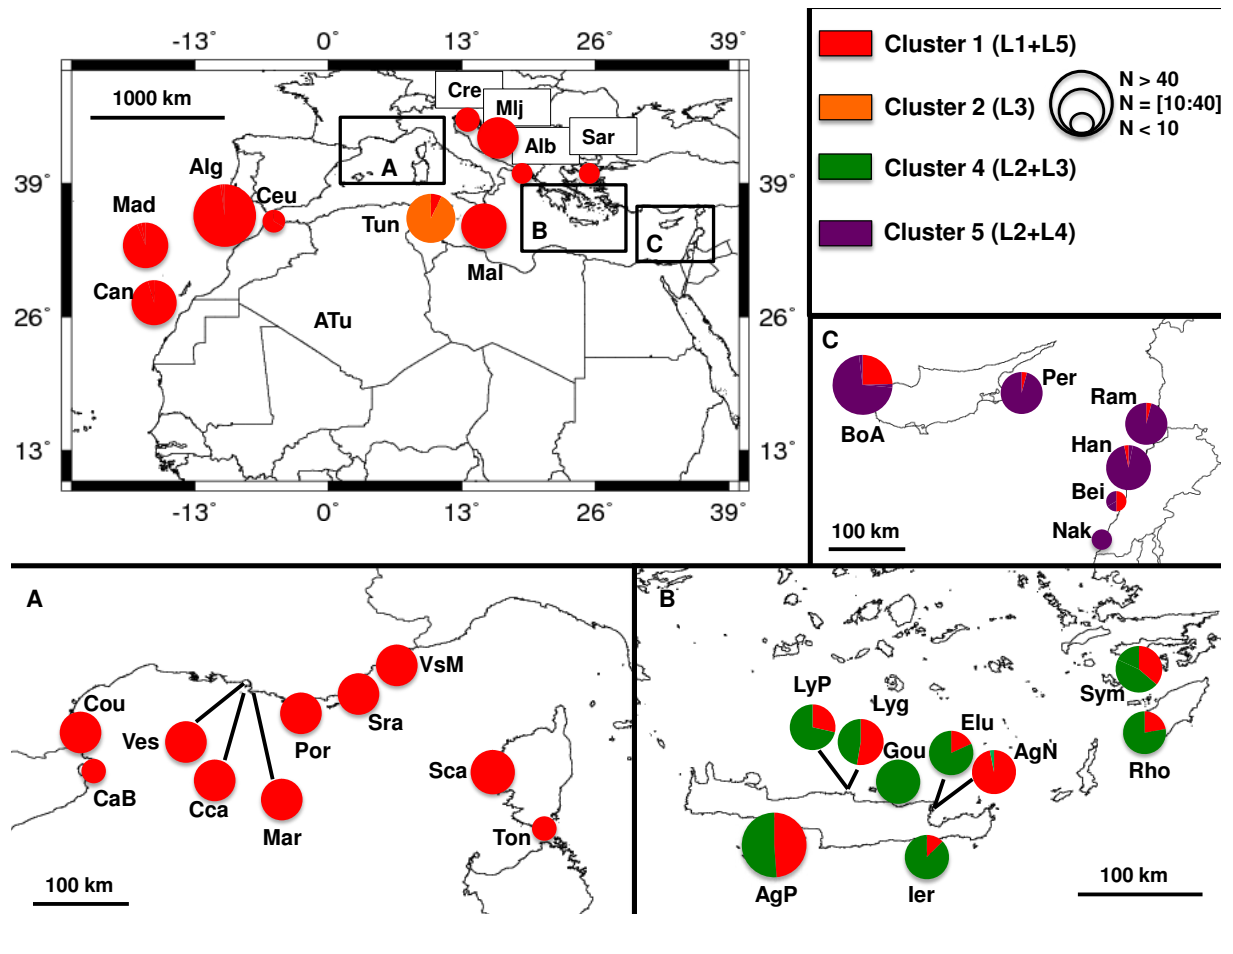 -13° 0° 13° 26° 39°
1000 km
Cre
Mlj
Alb
Sar
A
Alg
Ceu
39°
39°
Mad
Tun
B
C
Mal
Can
ATu
26°
26°
13°
13°
-13° 0° 13° 26° 39°
Cluster 1 (L1+L5)
Cluster 2 (L3)
Cluster 4 (L2+L3)
Cluster 5 (L2+L4)
N > 40
N = [10:40]
N < 10
C
Per
BoA
Ram
Han
Bei
Nak
100 km
A
VsM
Cou
Sra
Ves
Por
CaB
Cca
Mar
Sca
Ton
100 km
B
LyP
Lyg
Gou
Elu
AgN
Sym
Rho
AgP
Ier
100 km